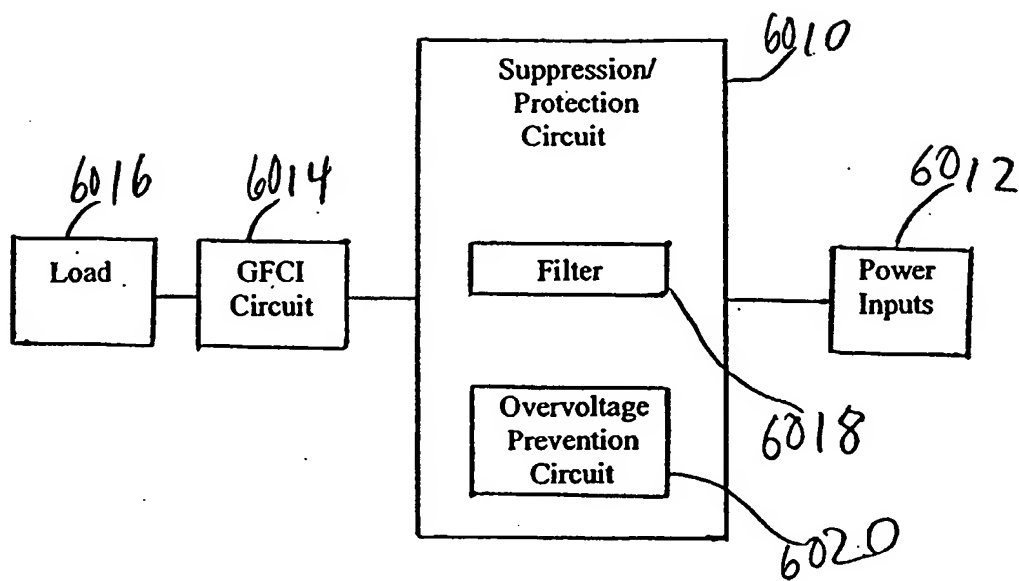 6010
Suppression/
Protection
Circuit
6016
6014
6012
Load
GFCI
Circuit
Filter
Power
Inputs
Overvoltage
Prevention
Circuit
6018
6020